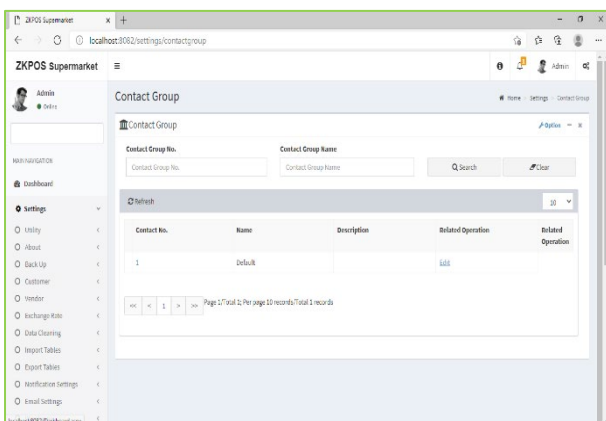 ZKPOS Supermarket
localhost:8082/settings/contactgroup
ZKPOS Supermarket
Admin
Admin
Online
Contact Group
Home > Settings > Contact Group
Contact Group
Option
Contact Group No.
Contact Group Name
Contact Group No.
Contact Group Name
Search
Clear
MAIN NAVIGATION
Dashboard
Refresh
10
Settings
Contact No.
Name
Description
Related Operation
Related Operation
1
Default
Edit
<< < 1 > >> Page 1/Total 1; Per page 10 records/Total 1 records
Utility
About
Back Up
Customer
Vendor
Exchange Rate
Data Cleaning
Import Tables
Export Tables
Notification Settings
Email Settings